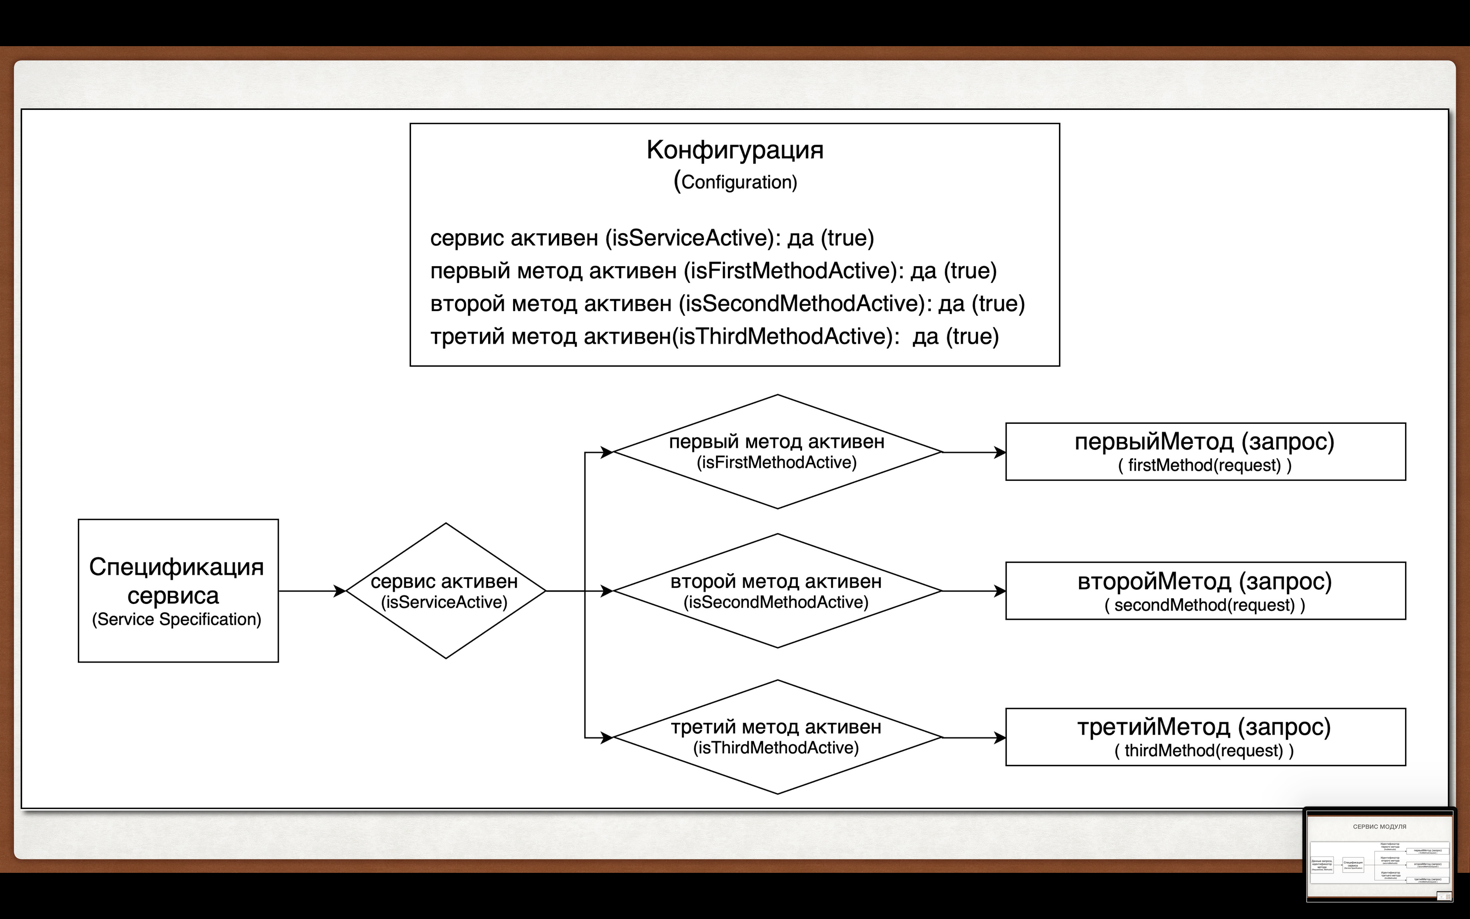 Конфигурация
(Configuration)
сервис активен (isServiceActive): да (true)
первый метод активен (isFirstMethodActive): да (true)
второй метод активен (isSecondMethodActive): да (true)
третий метод активен(isThirdMethodActive):  да (true)
первый метод активен
(isFirstMethodActive)
первыйМетод (запрос)
( firstMethod(request) )
Спецификация
сервиса
(Service Specification)
сервис активен
(isServiceActive)
второй метод активен
(isSecondMethodActive)
второйМетод (запрос)
( secondMethod(request) )
третий метод активен
(isThirdMethodActive)
третийМетод (запрос)
( thirdMethod(request) )
СЕРВИС МОДУЛЯ